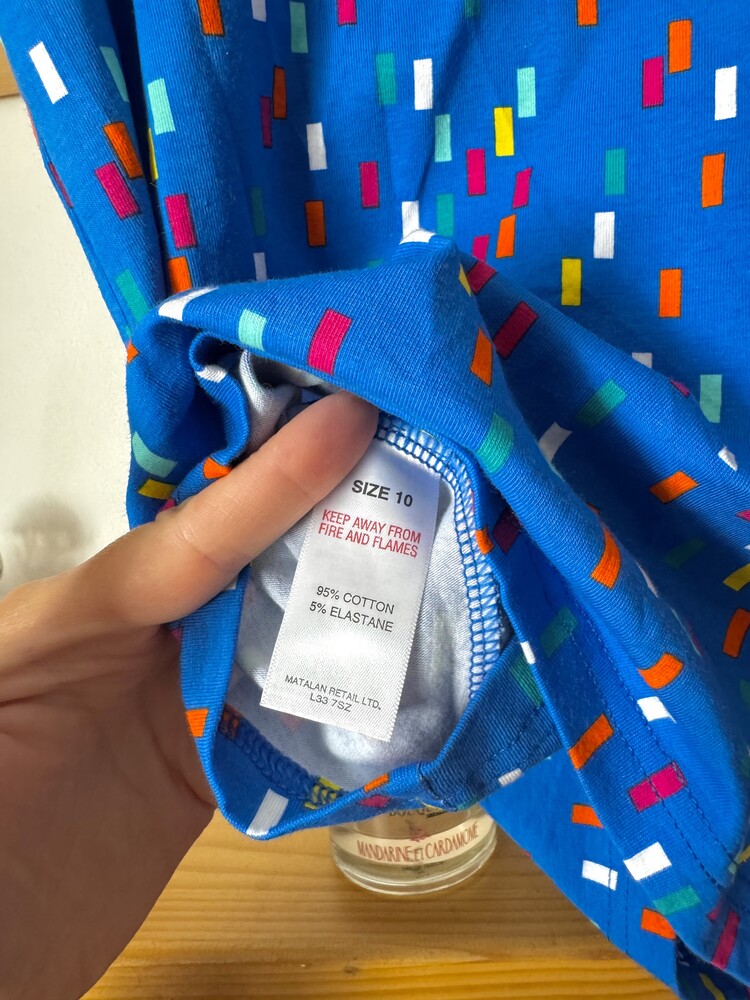 SIZE 10
KEEP AWAY FROM
FIRE AND FLAMES
95% COTTON
5% ELASTANE
MATALAN RETAIL LTD.
L33 7SZ
MANDARINE ET CARDAMOME